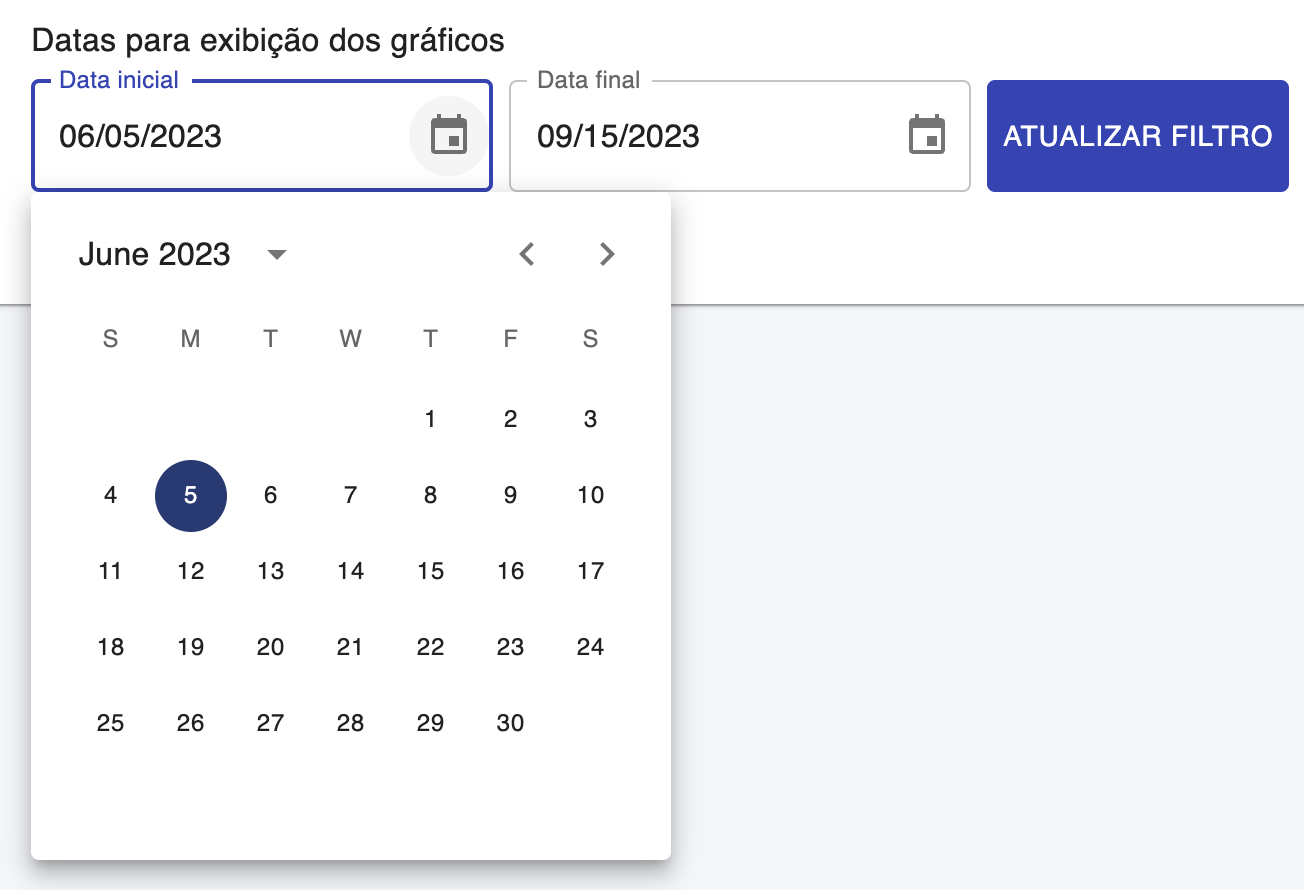 Datas para exibição dos gráficos
Data inicial Data final
06/05/2023 09/15/2023 ATUALIZAR FILTRO
June 2023
S M T W T F S
1 2 3
4 5 6 7 8 9 10
11 12 13 14 15 16 17
18 19 20 21 22 23 24
25 26 27 28 29 30